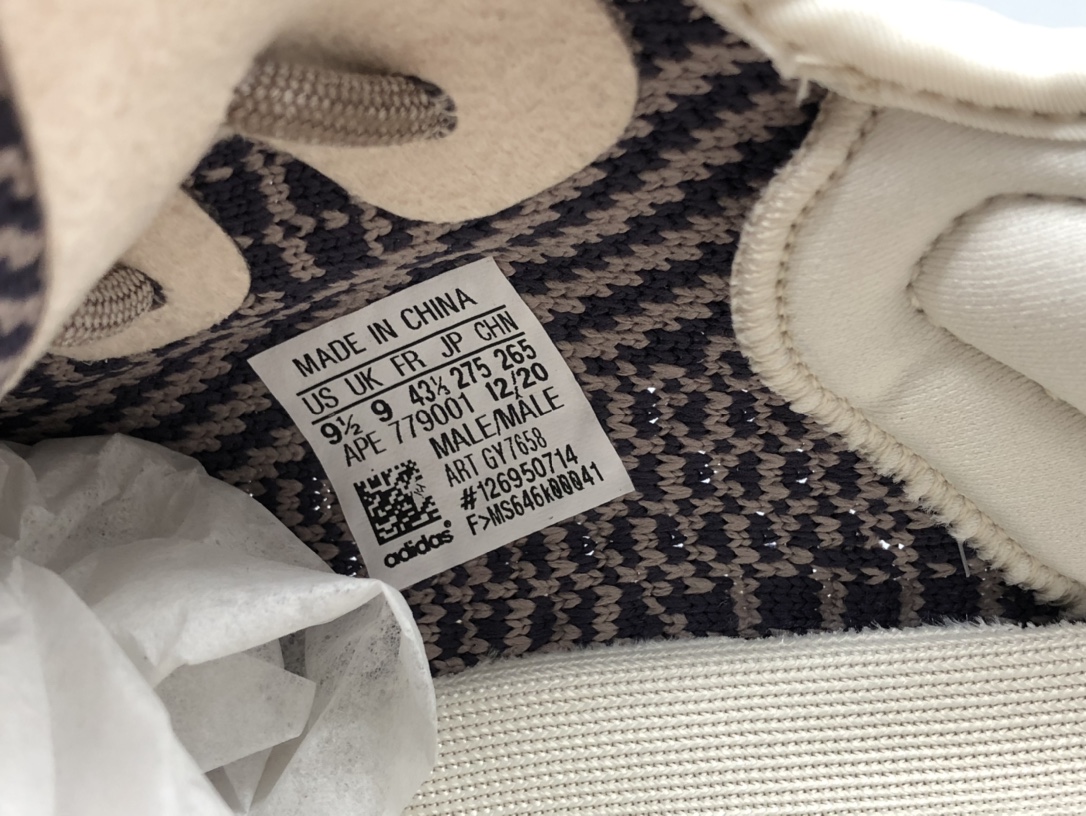 MADE IN CHINA
US UK FR JP CHN
9½ 9 43⅓ 275 265
APE 779001 12/20
MALE/MÂLE
ART GY7658
#126950714
F>MS646K00041
adidas®